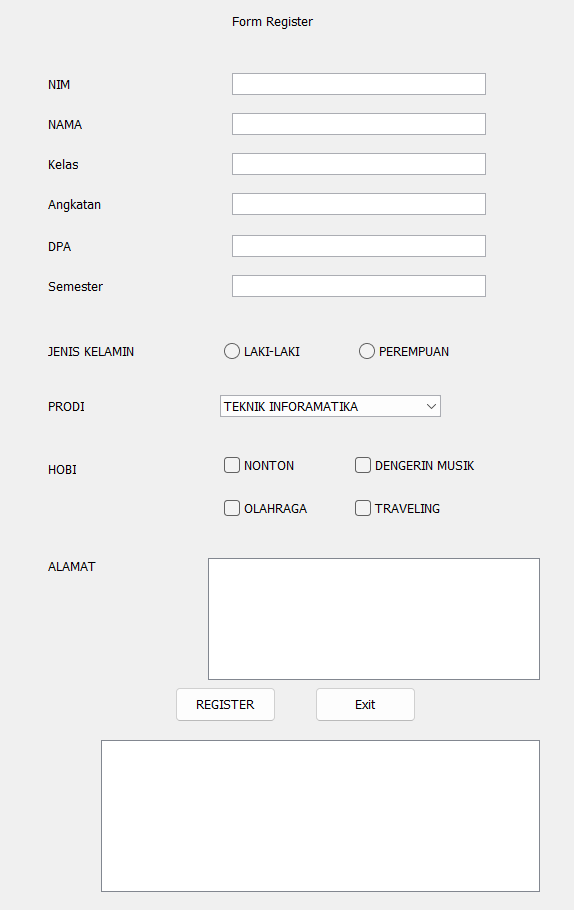 Form Register
NIM
NAMA
Kelas
Angkatan
DPA
Semester
JENIS KELAMIN LAKI-LAKI PEREMPUAN
PRODI TEKNIK INFORAMATIKA
HOBI NONTON DENGERIN MUSIK
OLAHRAGA TRAVELING
ALAMAT
REGISTER Exit